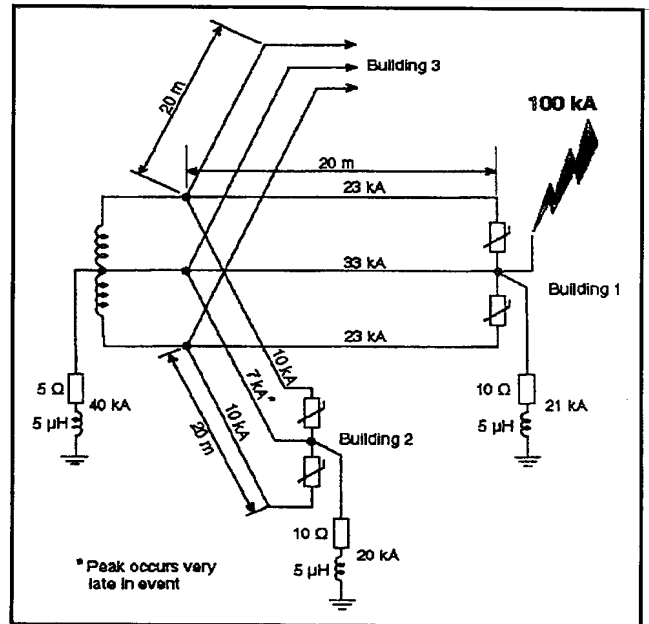 Building 3
20 m
100 kA
20 m
23 kA
33 kA
Building 1
23 kA
10 kA
7 kA*
10 kA
20 m
5 Ω
40 kA
5 µH
10 Ω
21 kA
5 µH
Building 2
10 Ω
20 kA
5 µH
* Peak occurs very
late in event